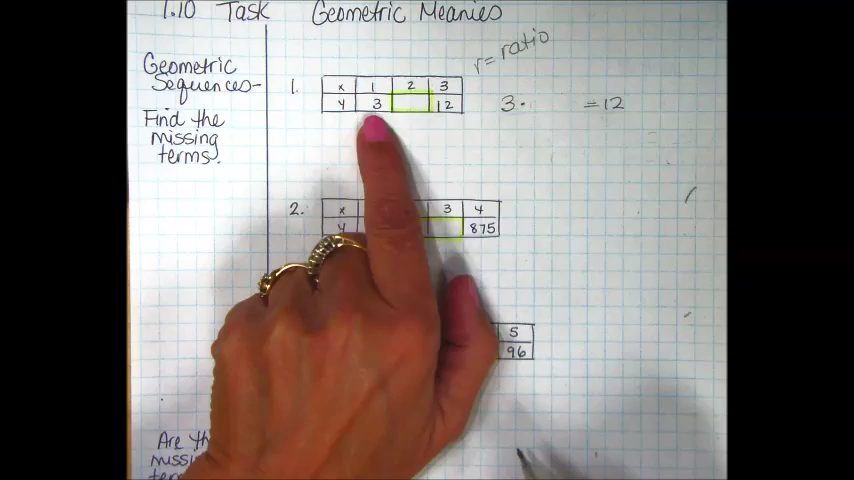 1.10 Task Geometric Meanies
r = ratio
Geometric
Sequences-
Find the
missing
terms.
1.
x 1 2 3
y 3 12
3· =12
2.
x 3 4
y 875
5
96
Are th
missi